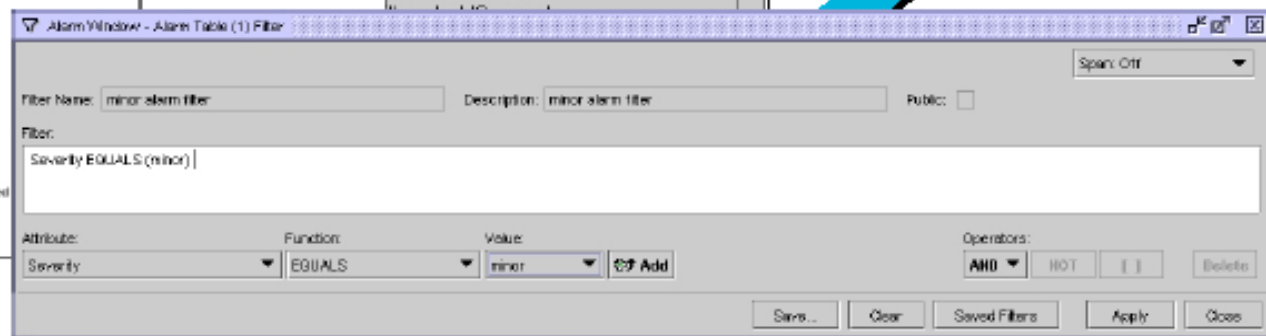 Alarm Window - Alarm Table (1) Filter
Span: Off
Filter Name: minor alarm filter Description: minor alarm filter Public:
Filter:
Severity EQUALS (minor)
Attribute: Function: Value: Operators:
Severity EQUALS minor Add AND NOT [ ] Delete
Save... Clear Saved Filters Apply Close